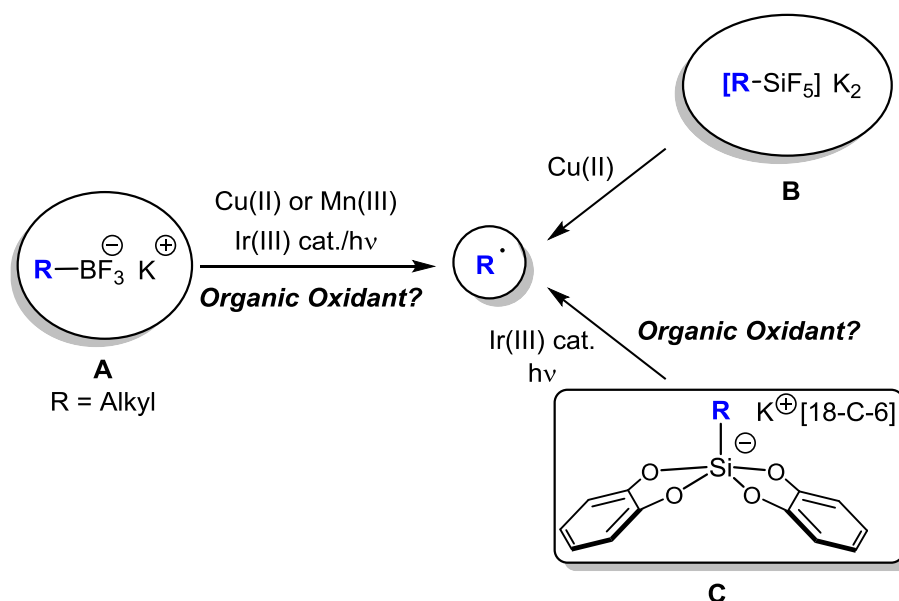 [R-SiF5] K2
Cu(II)
B
Cu(II) or Mn(III)
Ir(III) cat./hν
R—BF3 ⊖ K ⊕
Organic Oxidant?
R·
A
R = Alkyl
Organic Oxidant?
Ir(III) cat.
hν
R K⊕[18-C-6]
⊖
Si
O O O O
C